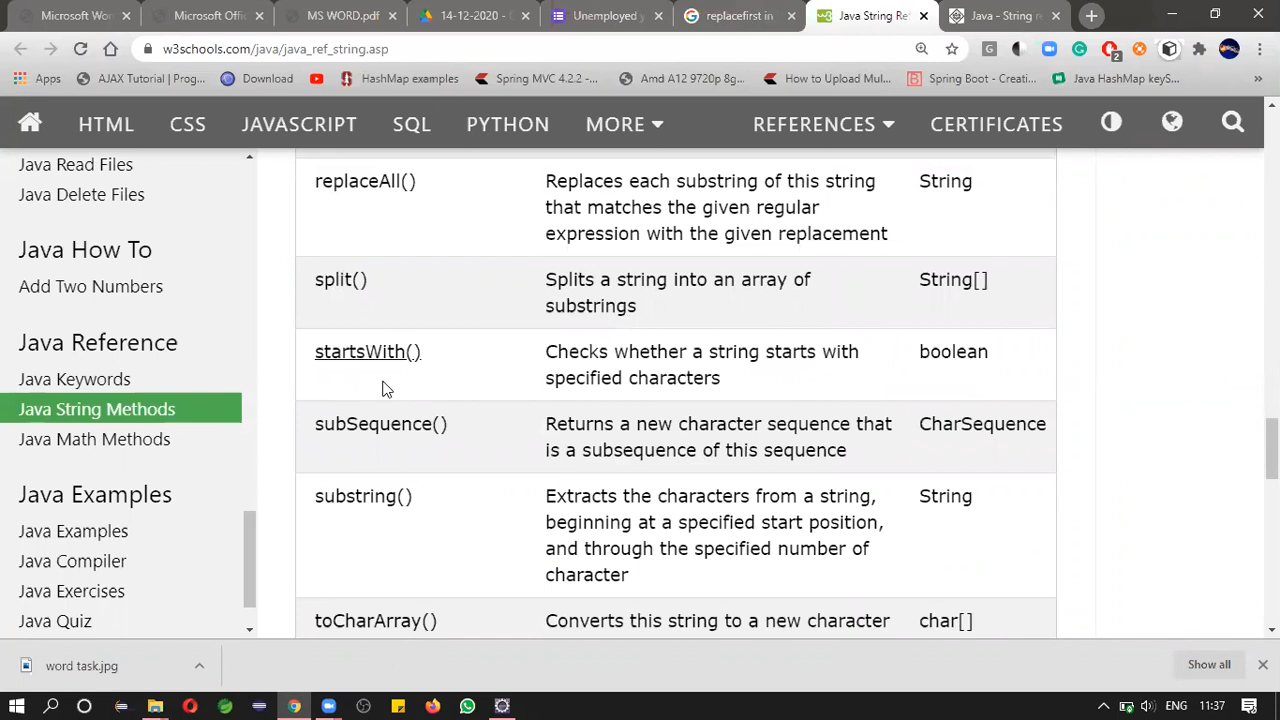 Microsoft Wor
Microsoft Offi
MS WORD.pdf
14-12-2020 -
Unemployed y
replacefirst in
Java String Re
Java - String r
w3schools.com/java/java_ref_string.asp
Apps
AJAX Tutorial | Prog...
Download
HashMap examples
Spring MVC 4.2.2 -...
Amd A12 9720p Bg...
How to Upload Mul...
Spring Boot - Creati...
Java HashMap keyS...
»
HTML
CSS
JAVASCRIPT
SQL
PYTHON
MORE
REFERENCES
CERTIFICATES
Java Read Files
Java Delete Files
Java How To
Add Two Numbers
Java Reference
Java Keywords
Java String Methods
Java Math Methods
Java Examples
Java Examples
Java Compiler
Java Exercises
Java Quiz
replaceAll()
Replaces each substring of this string
that matches the given regular
expression with the given replacement
String
split()
Splits a string into an array of
substrings
String[]
startsWith()
Checks whether a string starts with
specified characters
boolean
subSequence()
Returns a new character sequence that
is a subsequence of this sequence
CharSequence
substring()
Extracts the characters from a string,
beginning at a specified start position,
and through the specified number of
character
String
toCharArray()
Converts this string to a new character
char[]
word task.jpg
Show all
ENG
11:37